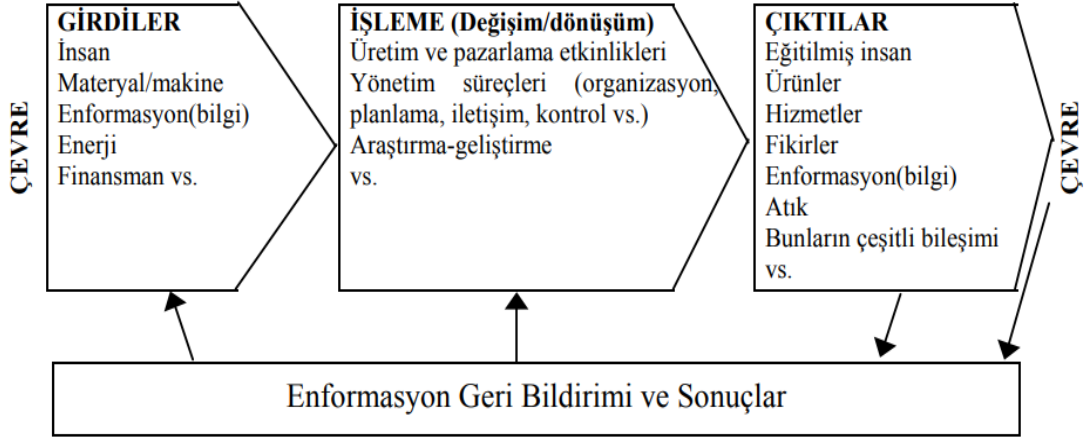 ÇEVRE
GİRDİLER
İnsan
Materyal/makine
Enformasyon(bilgi)
Enerji
Finansman vs.
İŞLEME (Değişim/dönüşüm)
Üretim ve pazarlama etkinlikleri
Yönetim süreçleri (organizasyon,
planlama, iletişim, kontrol vs.)
Araştırma-geliştirme
vs.
ÇIKTILAR
Eğitilmiş insan
Ürünler
Hizmetler
Fikirler
Enformasyon(bilgi)
Atık
Bunların çeşitli bileşimi
vs.
ÇEVRE
Enformasyon Geri Bildirimi ve Sonuçlar